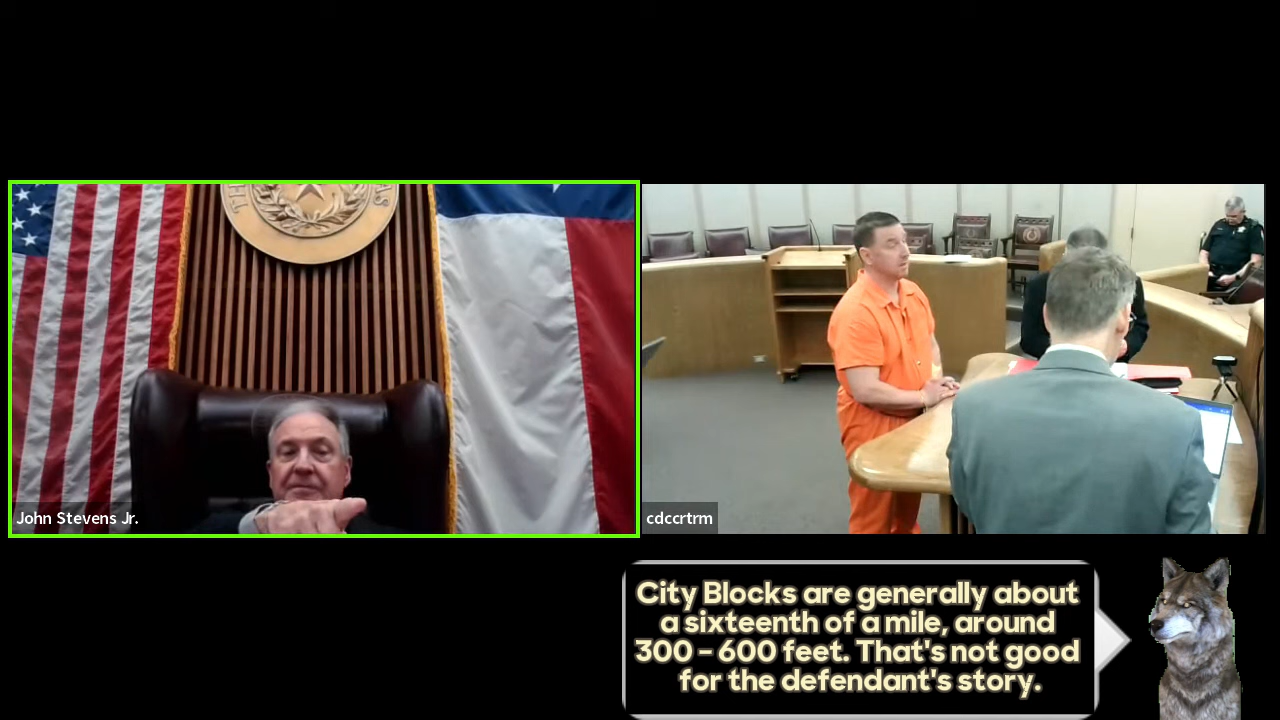 John Stevens Jr.
cdccrtrm
City Blocks are generally about
a sixteenth of a mile, around
300 - 600 feet. That's not good
for the defendant's story.